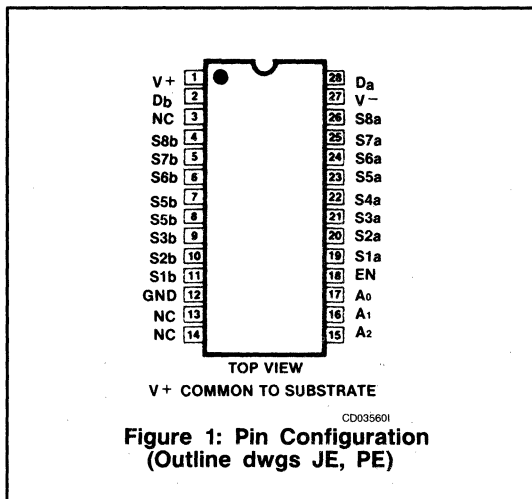 V+ 1 28 Da
Db 2 27 V−
NC 3 26 S8a
S8b 4 25 S7a
S7b 5 24 S6a
S6b 6 23 S5a
S5b 7 22 S4a
S5b 8 21 S3a
S3b 9 20 S2a
S2b 10 19 S1a
S1b 11 18 EN
GND 12 17 A0
NC 13 16 A1
NC 14 15 A2
TOP VIEW
V+ COMMON TO SUBSTRATE
CD03560I
Figure 1: Pin Configuration
(Outline dwgs JE, PE)